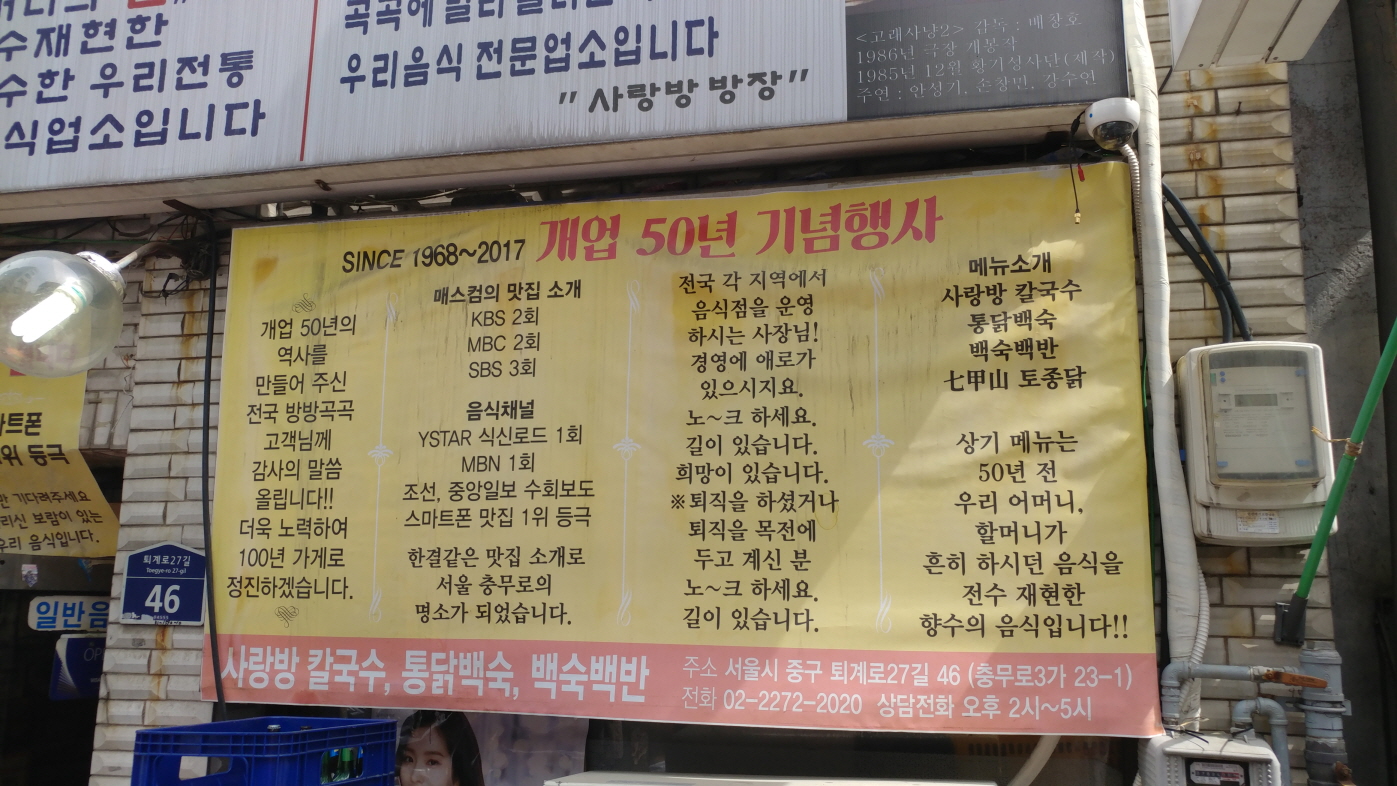 수재현한
수한 우리전통
식업소입니다
우리음식 전문업소입니다
"사랑방 방장"
<고래사냥2> 감독 : 배창호
1986년 극장 개봉작
1985년 12월 황기성사단(제작)
주연 : 안성기, 손창민, 강수연
SINCE 1968~2017 개업 50년 기념행사
개업 50년의
역사를
만들어 주신
전국 방방곡곡
고객님께
감사의 말씀
올립니다!!
더욱 노력하여
100년 가게로
정진하겠습니다.
매스컴의 맛집 소개
KBS 2회
MBC 2회
SBS 3회
음식채널
YSTAR 식신로드 1회
MBN 1회
조선, 중앙일보 수회보도
스마트폰 맛집 1위 등극
한결같은 맛집 소개로
서울 충무로의
명소가 되었습니다.
전국 각 지역에서
음식점을 운영
하시는 사장님!
경영에 애로가
있으시지요.
노~크 하세요.
길이 있습니다.
희망이 있습니다.
※퇴직을 하셨거나
퇴직을 목전에
두고 계신 분
노~크 하세요.
길이 있습니다.
메뉴소개
사랑방 칼국수
통닭백숙
백숙백반
七甲山 토종닭
상기 메뉴는
50년 전
우리 어머니,
할머니가
흔히 하시던 음식을
전수 재현한
향수의 음식입니다!!
사랑방 칼국수, 통닭백숙, 백숙백반
주소 서울시 중구 퇴계로27길 46 (충무로3가 23-1)
전화 02-2272-2020 상담전화 오후 2시~5시
트폰
위 등극
만 기다려주세요
리신 보람이 있는
우리 음식입니다.
퇴계로27길
Toegye-ro 27-gil
46
일반음